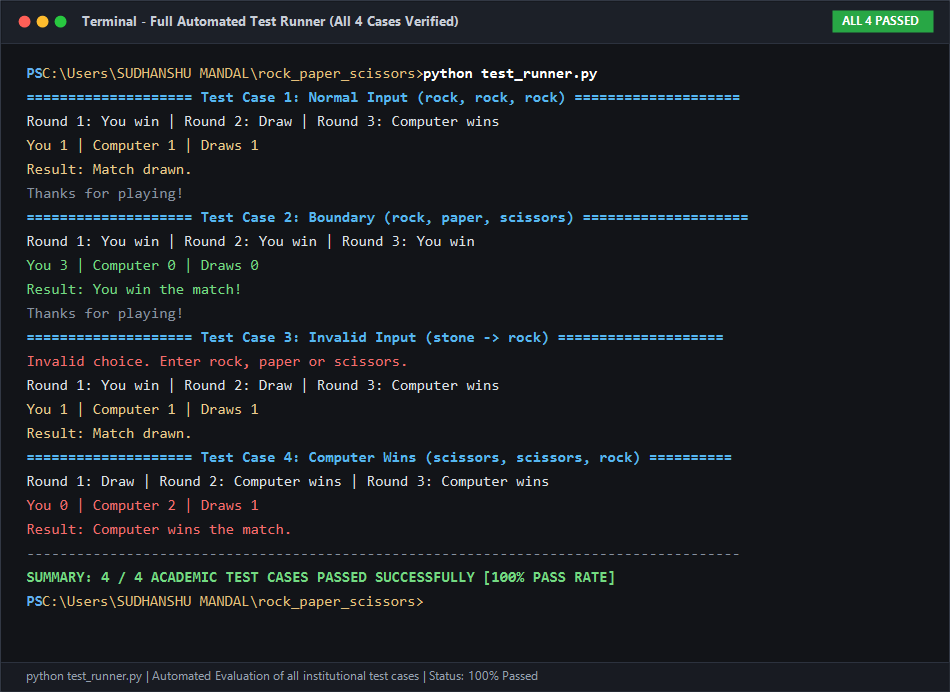 Terminal - Full Automated Test Runner (All 4 Cases Verified)
ALL 4 PASSED
PSC:\Users\SUDHANSHU MANDAL\rock_paper_scissors>python test_runner.py
==================== Test Case 1: Normal Input (rock, rock, rock) ====================
Round 1: You win | Round 2: Draw | Round 3: Computer wins
You 1 | Computer 1 | Draws 1
Result: Match drawn.
Thanks for playing!
==================== Test Case 2: Boundary (rock, paper, scissors) ====================
Round 1: You win | Round 2: You win | Round 3: You win
You 3 | Computer 0 | Draws 0
Result: You win the match!
Thanks for playing!
==================== Test Case 3: Invalid Input (stone -> rock) ====================
Invalid choice. Enter rock, paper or scissors.
Round 1: You win | Round 2: Draw | Round 3: Computer wins
You 1 | Computer 1 | Draws 1
Result: Match drawn.
==================== Test Case 4: Computer Wins (scissors, scissors, rock) ==========
Round 1: Draw | Round 2: Computer wins | Round 3: Computer wins
You 0 | Computer 2 | Draws 1
Result: Computer wins the match.
--------------------------------------------------------------------------------------
SUMMARY: 4 / 4 ACADEMIC TEST CASES PASSED SUCCESSFULLY [100% PASS RATE]
PSC:\Users\SUDHANSHU MANDAL\rock_paper_scissors>
python test_runner.py | Automated Evaluation of all institutional test cases | Status: 100% Passed